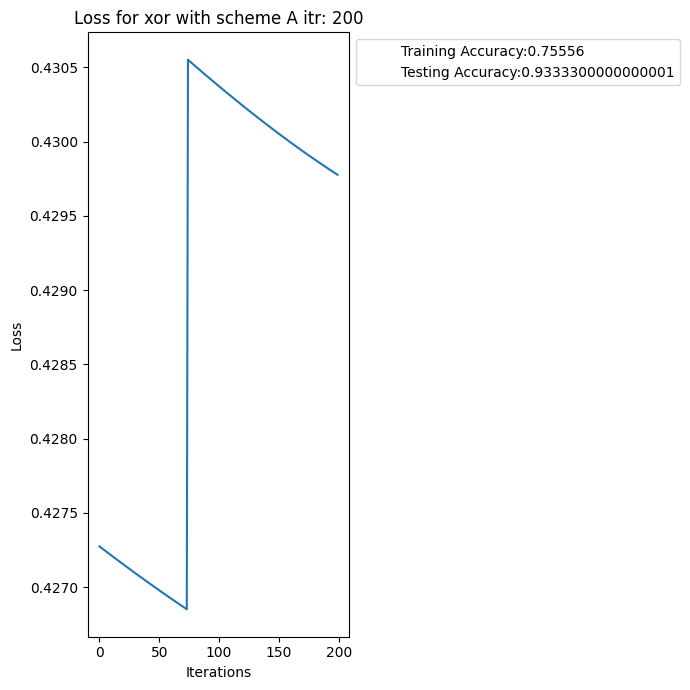 Loss for xor with scheme A itr: 200
Training Accuracy:0.75556
Testing Accuracy:0.9333300000000001
0.4305
0.4300
0.4295
0.4290
0.4285
0.4280
0.4275
0.4270
Loss
0 50 100 150 200
Iterations